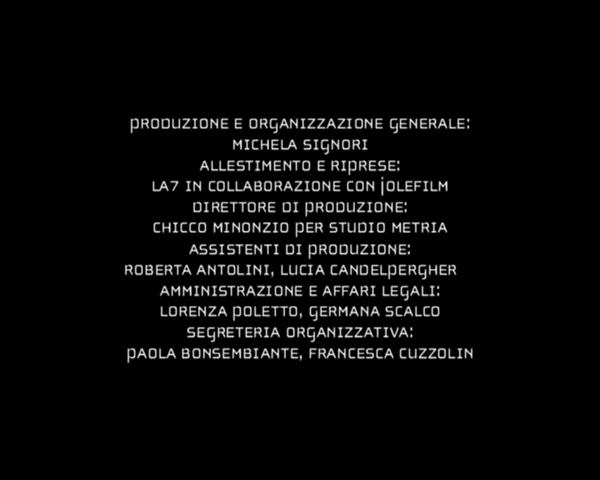 PRODUZIONE E ORGANIZZAZIONE GENERALE:
MICHELA SIGNORI
ALLESTIMENTO E RIPRESE:
LA7 IN COLLABORAZIONE CON JOLEFILM
DIRETTORE DI PRODUZIONE:
CHICCO MINONZIO PER STUDIO METRIA
ASSISTENTI DI PRODUZIONE:
ROBERTA ANTOLINI, LUCIA CANDELPERGHER
AMMINISTRAZIONE E AFFARI LEGALI:
LORENZA POLETTO, GERMANA SCALCO
SEGRETERIA ORGANIZZATIVA:
PAOLA BONSEMBIANTE, FRANCESCA CUZZOLIN